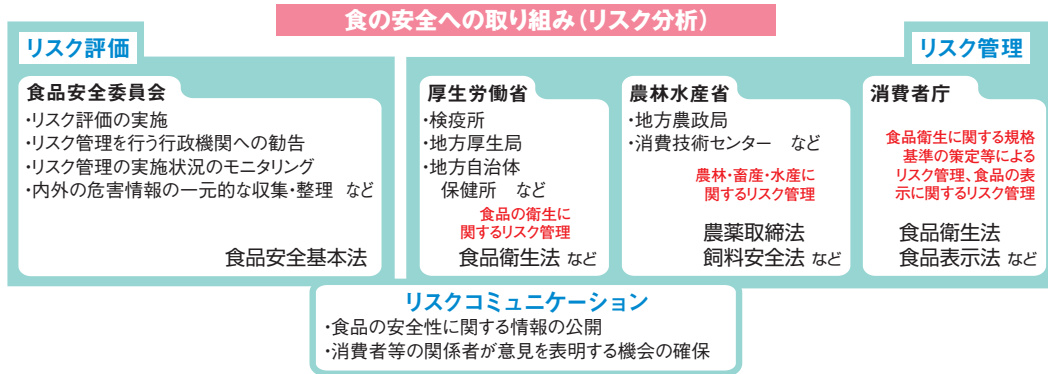 食の安全への取り組み(リスク分析)
リスク評価
食品安全委員会
・リスク評価の実施
・リスク管理を行う行政機関への勧告
・リスク管理の実施状況のモニタリング
・内外の危害情報の一元的な収集・整理 など
食品安全基本法
リスク管理
厚生労働省
・検疫所
・地方厚生局
・地方自治体
保健所 など
食品の衛生に
関するリスク管理
食品衛生法 など
農林水産省
・地方農政局
・消費技術センター など
農林・畜産・水産に
関するリスク管理
農薬取締法
飼料安全法 など
消費者庁
食品衛生に関する規格
基準の策定等による
リスク管理、食品の表
示に関するリスク管理
食品衛生法
食品表示法 など
リスクコミュニケーション
・食品の安全性に関する情報の公開
・消費者等の関係者が意見を表明する機会の確保